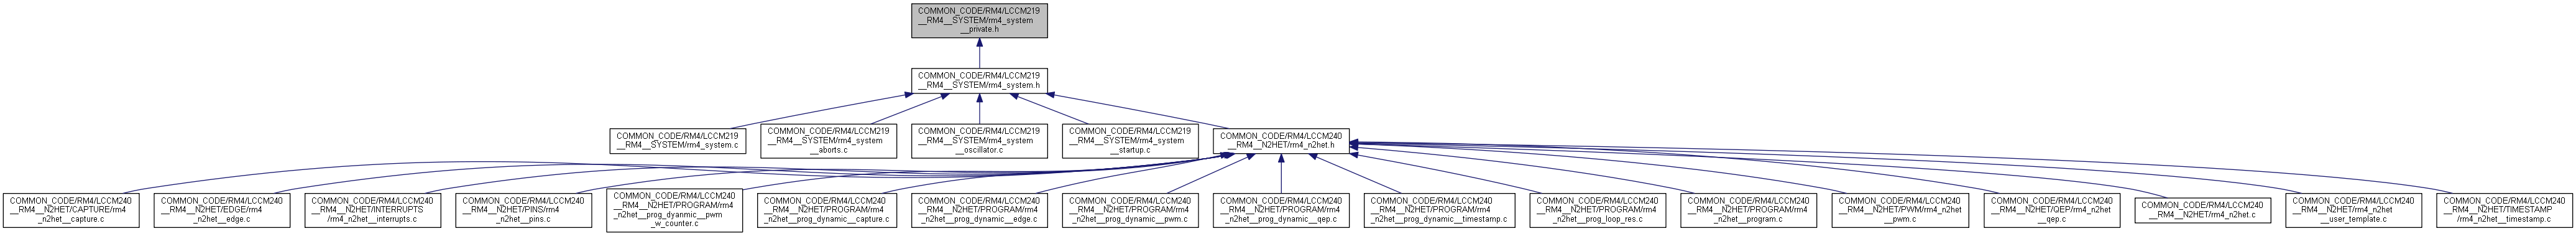 COMMON_CODE/RM4/LCCM219
__RM4__SYSTEM/rm4_system
__private.h
COMMON_CODE/RM4/LCCM219
__RM4__SYSTEM/rm4_system.h
COMMON_CODE/RM4/LCCM219
__RM4__SYSTEM/rm4_system.c
COMMON_CODE/RM4/LCCM219
__RM4__SYSTEM/rm4_system
__aborts.c
COMMON_CODE/RM4/LCCM219
__RM4__SYSTEM/rm4_system
__oscillator.c
COMMON_CODE/RM4/LCCM219
__RM4__SYSTEM/rm4_system
__startup.c
COMMON_CODE/RM4/LCCM240
__RM4__N2HET/rm4_n2het.h
COMMON_CODE/RM4/LCCM240
__RM4__N2HET/CAPTURE/rm4
_n2het__capture.c
COMMON_CODE/RM4/LCCM240
__RM4__N2HET/EDGE/rm4
_n2het__edge.c
COMMON_CODE/RM4/LCCM240
__RM4__N2HET/INTERRUPTS
/rm4_n2het__interrupts.c
COMMON_CODE/RM4/LCCM240
__RM4__N2HET/PINS/rm4
_n2het__pins.c
COMMON_CODE/RM4/LCCM240
__RM4__N2HET/PROGRAM/rm4
_n2het__prog_dyanmic__pwm
_w_counter.c
COMMON_CODE/RM4/LCCM240
__RM4__N2HET/PROGRAM/rm4
_n2het__prog_dynamic__capture.c
COMMON_CODE/RM4/LCCM240
__RM4__N2HET/PROGRAM/rm4
_n2het__prog_dynamic__edge.c
COMMON_CODE/RM4/LCCM240
__RM4__N2HET/PROGRAM/rm4
_n2het__prog_dynamic__pwm.c
COMMON_CODE/RM4/LCCM240
__RM4__N2HET/PROGRAM/rm4
_n2het__prog_dynamic__qep.c
COMMON_CODE/RM4/LCCM240
__RM4__N2HET/PROGRAM/rm4
_n2het__prog_dynamic__timestamp.c
COMMON_CODE/RM4/LCCM240
__RM4__N2HET/PROGRAM/rm4
_n2het__prog_loop_res.c
COMMON_CODE/RM4/LCCM240
__RM4__N2HET/PROGRAM/rm4
_n2het__program.c
COMMON_CODE/RM4/LCCM240
__RM4__N2HET/PWM/rm4_n2het
__pwm.c
COMMON_CODE/RM4/LCCM240
__RM4__N2HET/QEP/rm4_n2het
__qep.c
COMMON_CODE/RM4/LCCM240
__RM4__N2HET/rm4_n2het.c
COMMON_CODE/RM4/LCCM240
__RM4__N2HET/rm4_n2het
__user_template.c
COMMON_CODE/RM4/LCCM240
__RM4__N2HET/TIMESTAMP
/rm4_n2het__timestamp.c